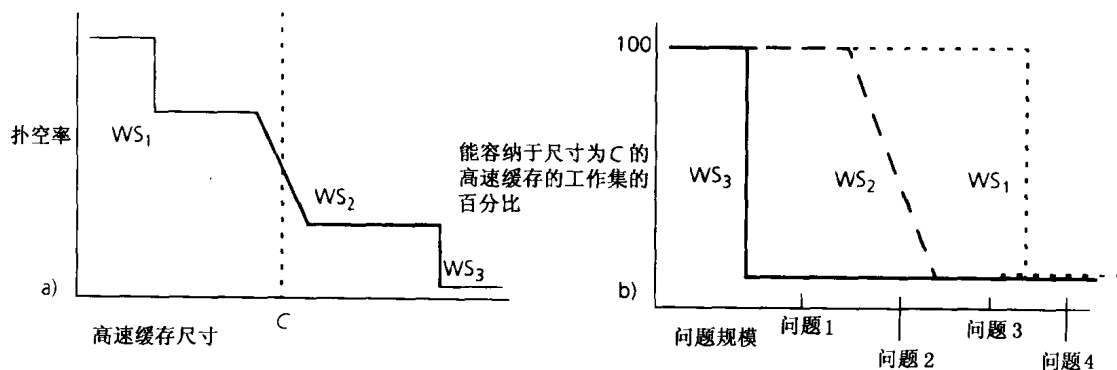 扑空率
WS₁
WS₂
WS₃
a)
C
高速缓存尺寸
100
能容纳于尺寸为C的
高速缓存的工作集的
百分比
WS₃
WS₂
WS₁
b)
问题规模
问题1
问题2
问题3
问题4